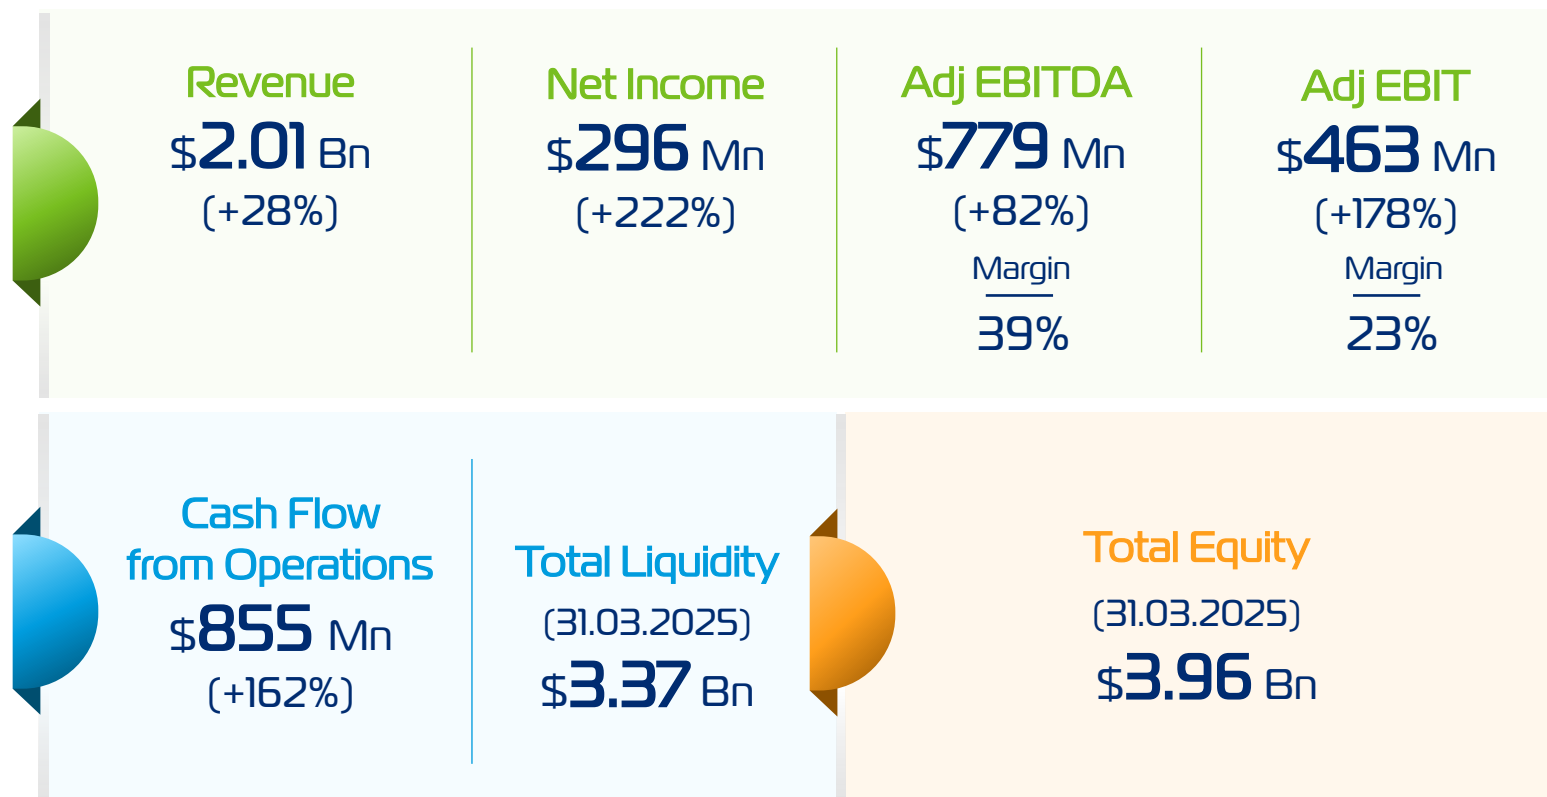 Revenue
$2.01 Bn
(+28%)
Net Income
$296 Mn
(+222%)
Adj EBITDA
$779 Mn
(+82%)
Margin
39%
Adj EBIT
$463 Mn
(+178%)
Margin
23%
Cash Flow
from Operations
$855 Mn
(+162%)
Total Liquidity
(31.03.2025)
$3.37 Bn
Total Equity
(31.03.2025)
$3.96 Bn